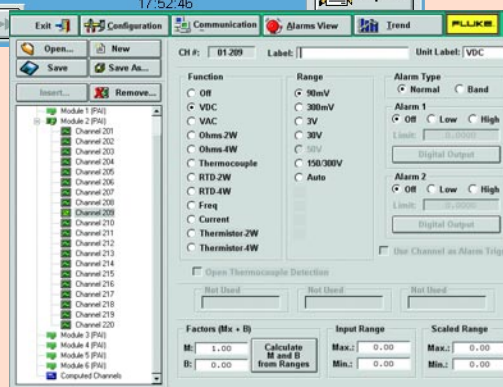 17:52:46
Exit Configuration Communication Alarms View Trend FLUKE
Open... New
Save Save As...
Insert... Remove...
Module 1 (PAI)
Module 2 (PAI)
Channel 201
Channel 202
Channel 203
Channel 204
Channel 205
Channel 206
Channel 207
Channel 208
Channel 209
Channel 210
Channel 211
Channel 212
Channel 213
Channel 214
Channel 215
Channel 216
Channel 217
Channel 218
Channel 219
Channel 220
Module 3 (PAI)
Module 4 (PAI)
Module 5 (PAI)
Module 6 (PAI)
Computed Channels
CH #: 01-209 Label: Unit Label: VDC
Function
Off
VDC
VAC
Ohms-2W
Ohms-4W
Thermocouple
RTD-2W
RTD-4W
Freq
Current
Thermistor-2W
Thermistor-4W
Range
90mV
300mV
3V
30V
50V
150/300V
Auto
Alarm Type
Normal Band
Alarm 1
Off Low High
Limit: 0.0000
Digital Output
Alarm 2
Off Low High
Limit: 0.0000
Digital Output
Use Channel as Alarm Trig
Open Thermocouple Detection
Not Used Not Used Not Used
Factors (Mx + B)
M: 1.00
B: 0.00
Calculate
M and B
from Ranges
Input Range
Max.: 0.00
Min.: 0.00
Scaled Range
Max.: 0.00
Min.: 0.00